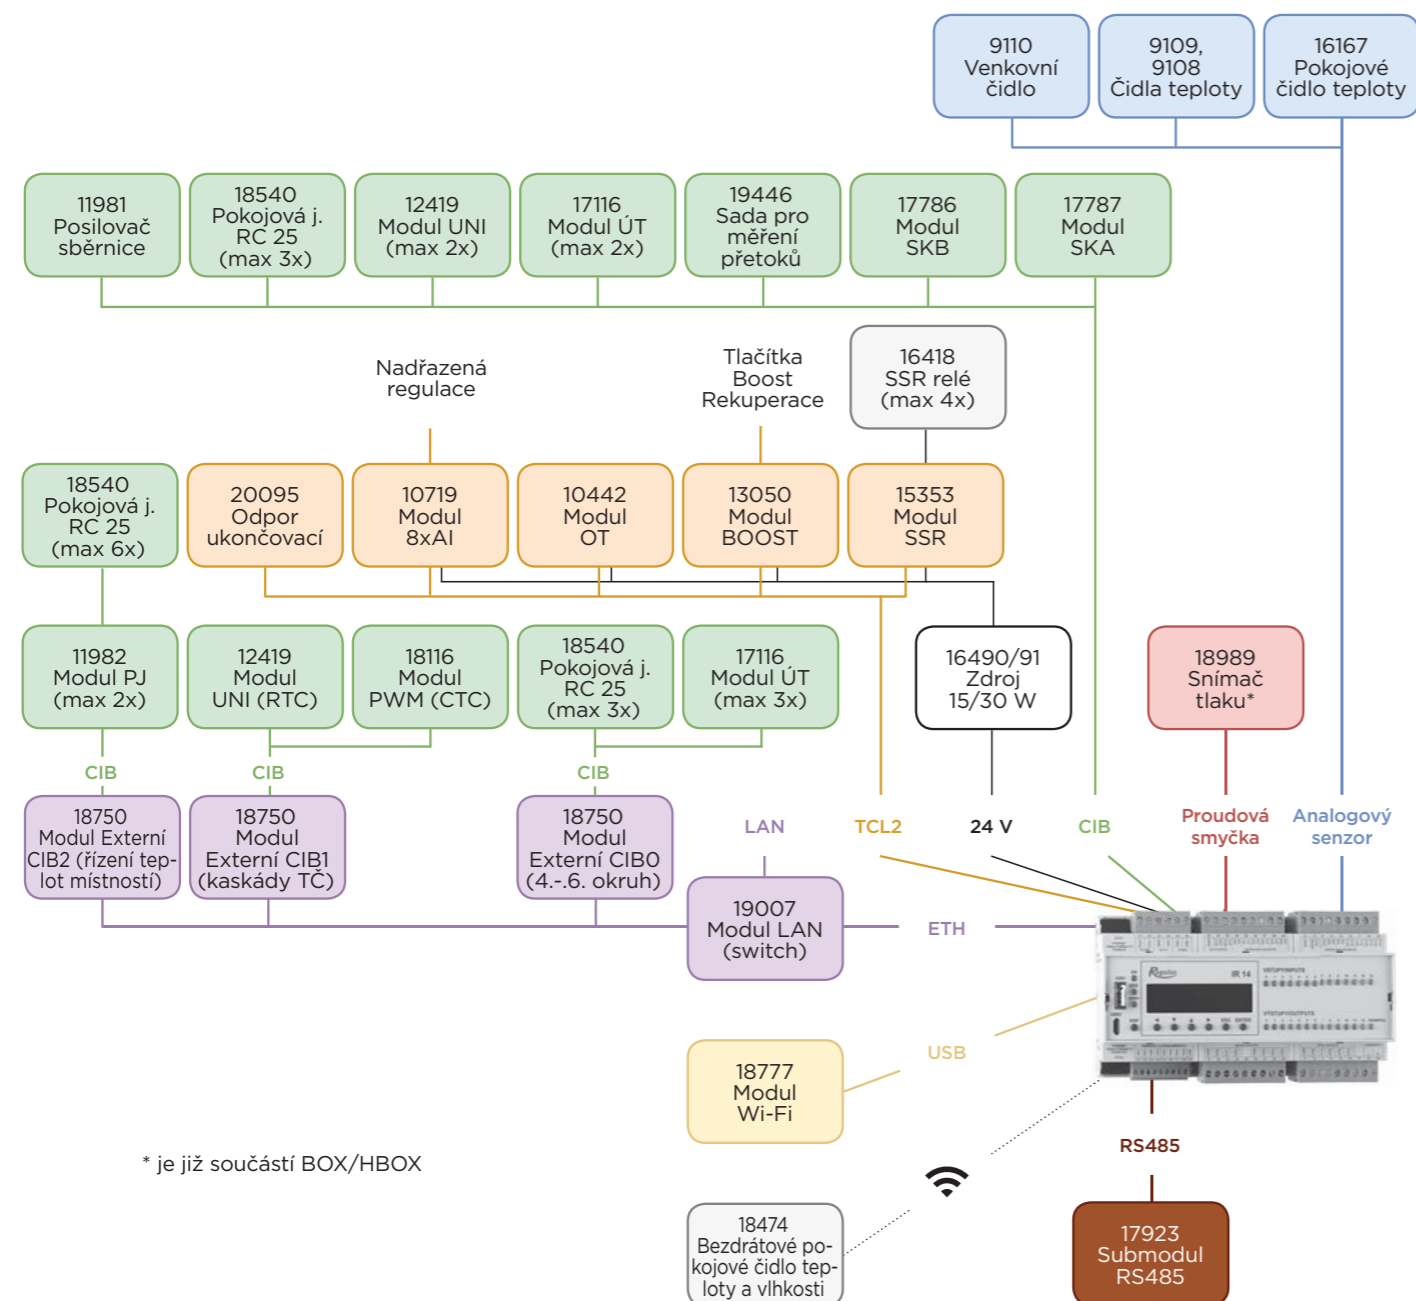 9110
Venkovní
čidlo
9109,
9108
Čidla teploty
16167
Pokojové
čidlo teploty
11981
Posilovač
sběrnice
18540
Pokojová j.
RC 25
(max 3x)
12419
Modul UNI
(max 2x)
17116
Modul ÚT
(max 2x)
19446
Sada pro
měření
přetoků
17786
Modul
SKB
17787
Modul
SKA
Nadřazená
regulace
Tlačítka
Boost
Rekuperace
16418
SSR relé
(max 4x)
18540
Pokojová j.
RC 25
(max 6x)
20095
Odpor
ukončovací
10719
Modul
8xAI
10442
Modul
OT
13050
Modul
BOOST
15353
Modul
SSR
11982
Modul PJ
(max 2x)
12419
Modul
UNI (RTC)
18116
Modul
PWM (CTC)
18540
Pokojová j.
RC 25
(max 3x)
17116
Modul ÚT
(max 3x)
16490/91
Zdroj
15/30 W
18989
Snímač
tlaku*
CIB
CIB
CIB
18750
Modul Externí
CIB2 (řízení tep-
lot místností)
18750
Modul
Externí CIB1
(kaskády TČ)
18750
Modul
Externí CIB0
(4.-.6. okruh)
LAN
TCL2
24 V
CIB
Proudová
smyčka
Analogový
senzor
19007
Modul LAN
(switch)
ETH
Regulus
IR 14
VSTUPY/INPUTS
VÝSTUPY/OUTPUTS
USB
18777
Modul
Wi-Fi
RS485
* je již součástí BOX/HBOX
18474
Bezdrátové po-
kojové čidlo tep-
loty a vlhkosti
17923
Submodul
RS485